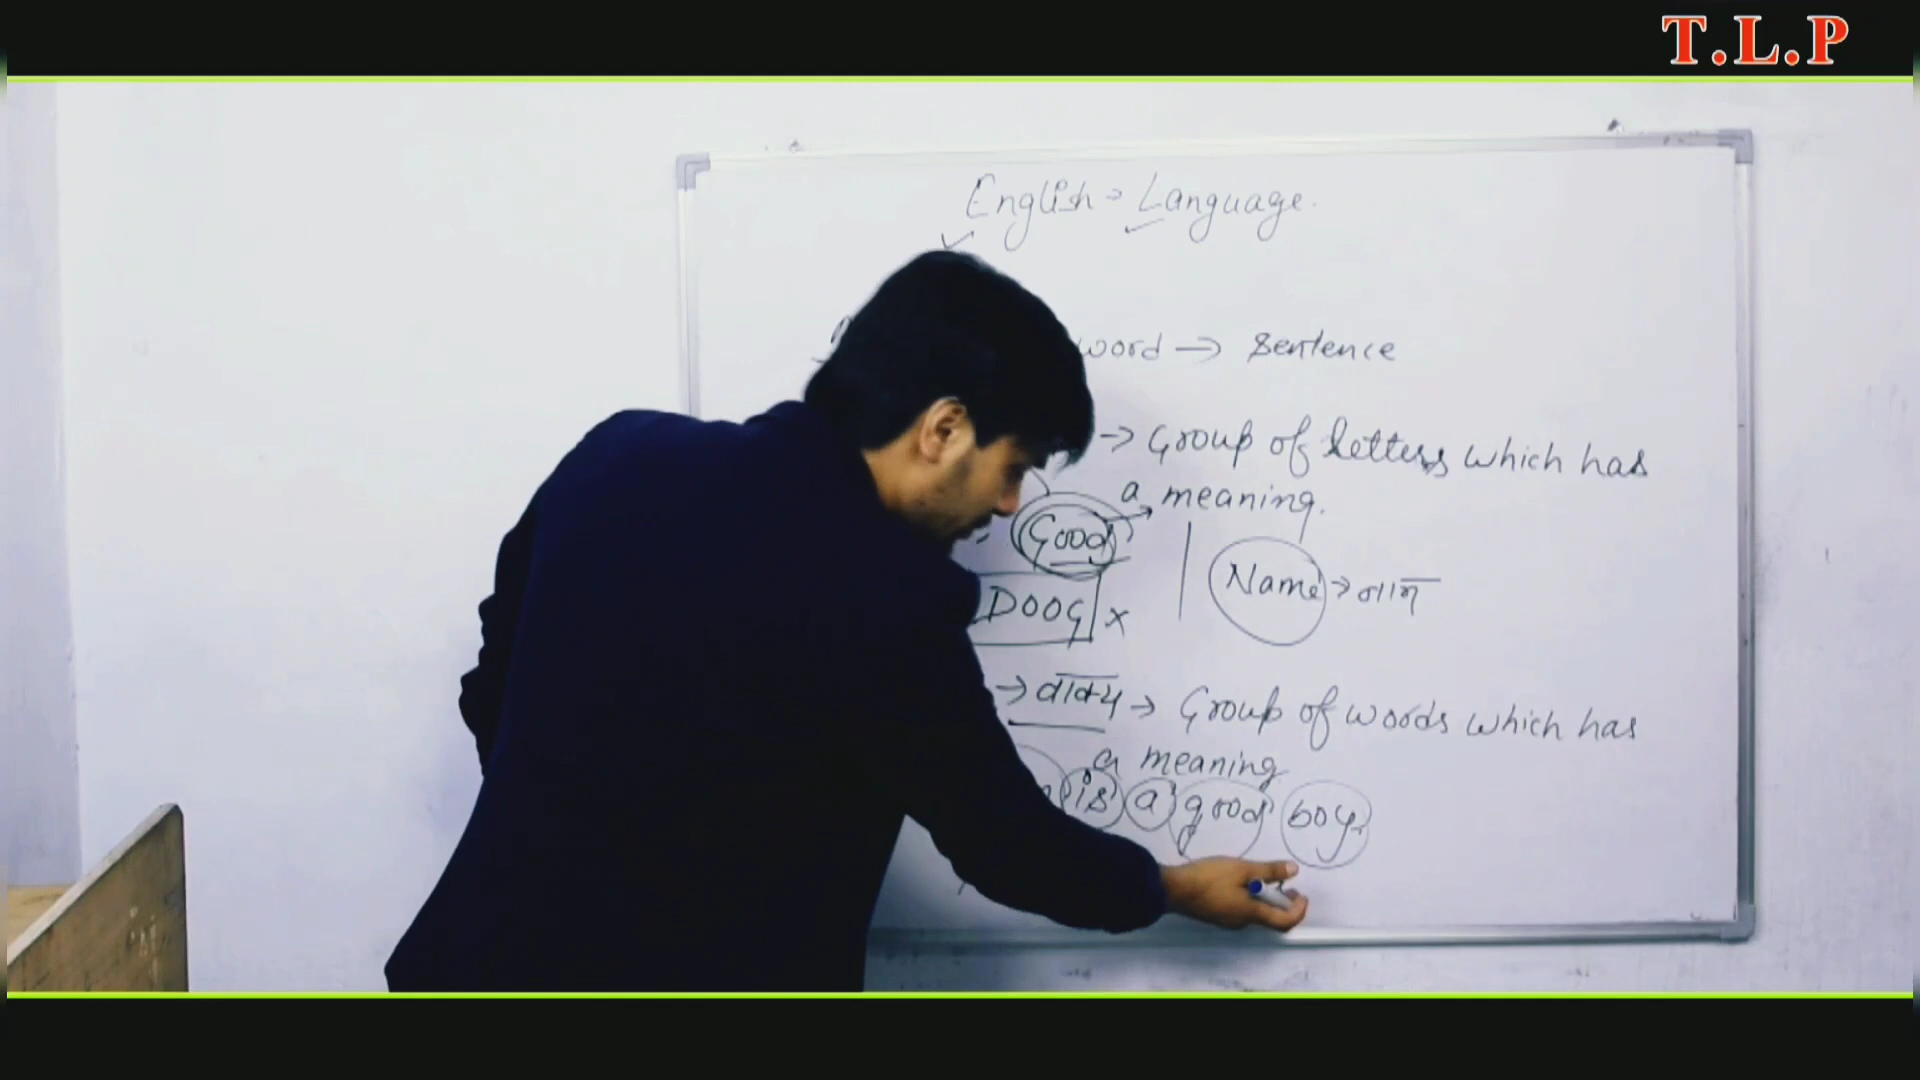 T.L.P
English → Language.
word → Sentence
→ Group of letters which has
a meaning.
Good
Name → नाम
DOOG x
→ वाक्य → Group of words which has
a meaning
is a good boy.